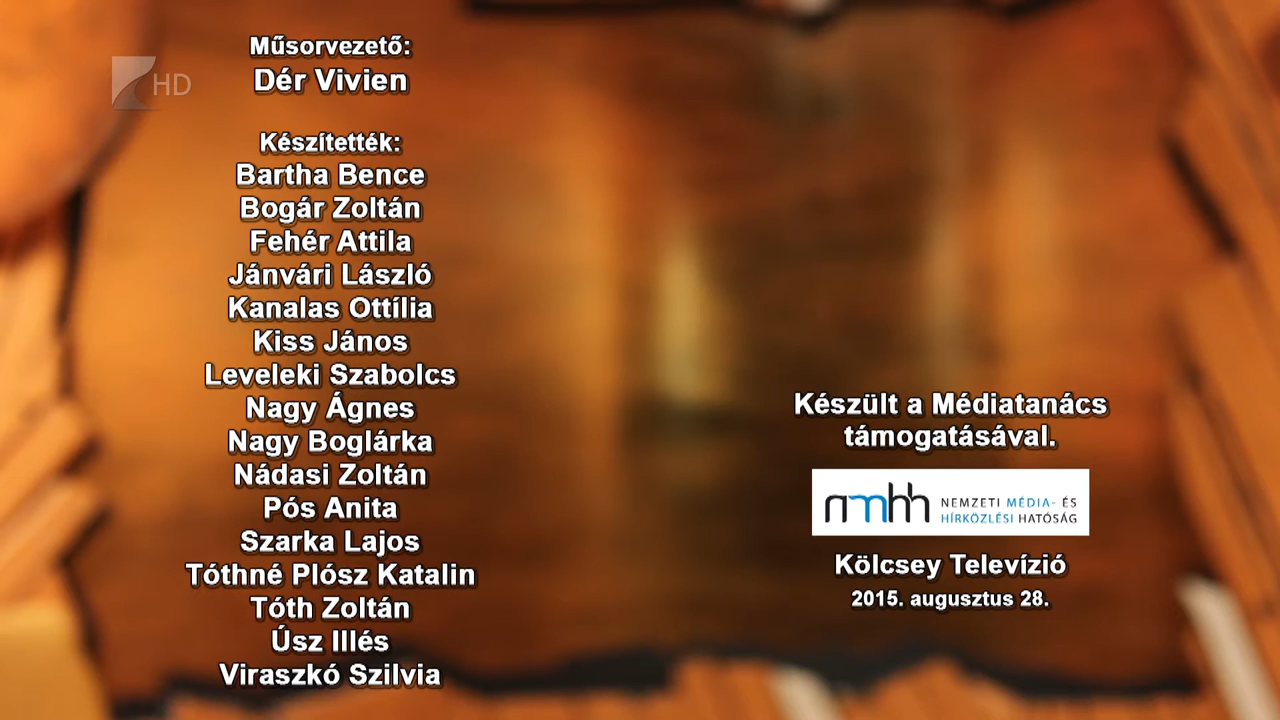 HD
Műsorvezető:
Dér Vivien
Készítették:
Bartha Bence
Bogár Zoltán
Fehér Attila
Jánvári László
Kanalas Ottília
Kiss János
Leveleki Szabolcs
Nagy Ágnes
Nagy Boglárka
Nádasi Zoltán
Pós Anita
Szarka Lajos
Tóthné Plósz Katalin
Tóth Zoltán
Úsz Illés
Viraszkó Szilvia
Készült a Médiatanács
támogatásával.
nmhh
NEMZETI MÉDIA- ÉS
HÍRKÖZLÉSI HATÓSÁG
Kölcsey Televízió
2015. augusztus 28.